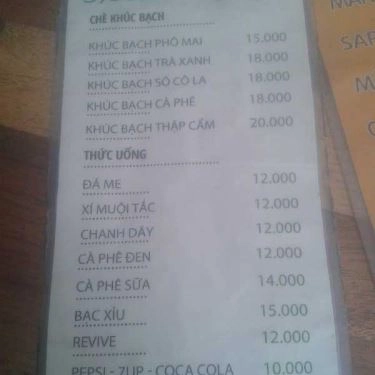 CHÈ KHÚC BẠCH
KHÚC BẠCH PHÔ MAI 15.000
KHÚC BẠCH TRÀ XANH 18.000
KHÚC BẠCH SÔ CÔ LA 18.000
KHÚC BẠCH CÀ PHÊ 18.000
KHÚC BẠCH THẬP CẨM 20.000
THỨC UỐNG
ĐÁ ME 12.000
XÍ MUỘI TẮC 12.000
CHANH DÂY 12.000
CÀ PHÊ ĐEN 12.000
CÀ PHÊ SỮA 14.000
BẠC XỈU 15.000
REVIVE 12.000
PEPSI - 7UP - COCA COLA 10.000